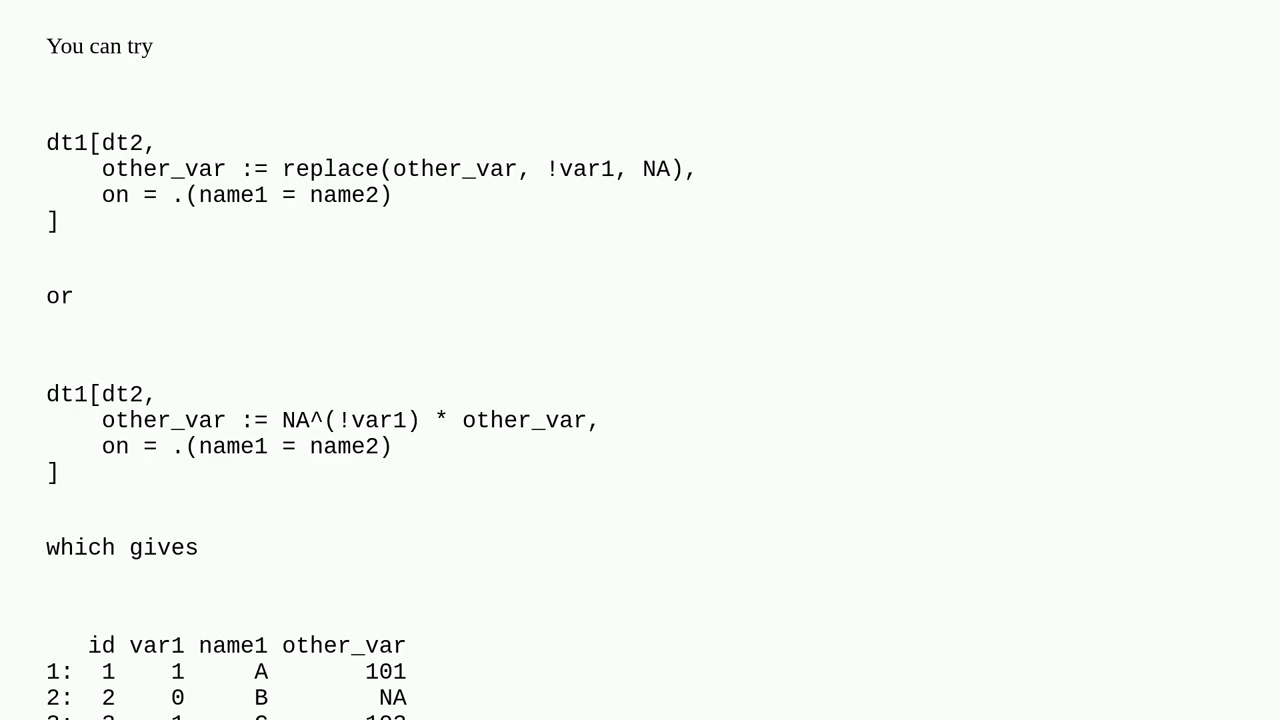 You can try
dt1[dt2,
    other_var := replace(other_var, !var1, NA),
    on = .(name1 = name2)
]
or
dt1[dt2,
    other_var := NA^(!var1) * other_var,
    on = .(name1 = name2)
]
which gives
   id var1 name1 other_var
1:  1    1     A       101
2:  2    0     B        NA